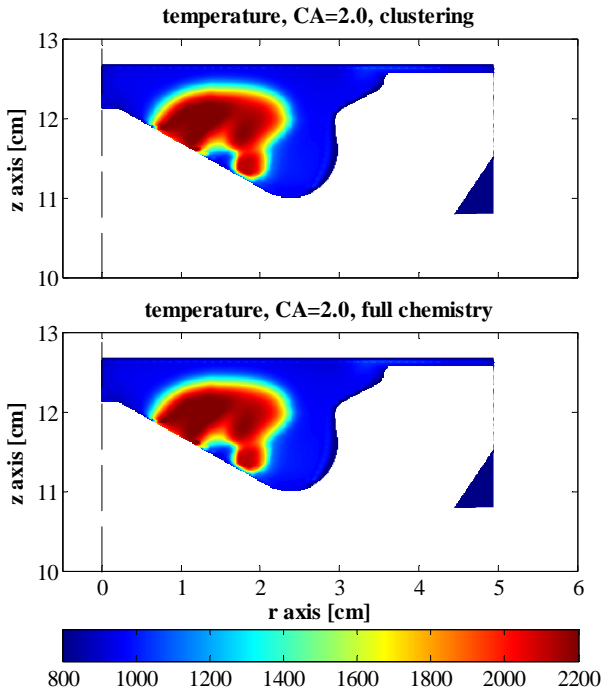 temperature, CA=2.0, clustering
13
12
11
10
z axis [cm]
temperature, CA=2.0, full chemistry
13
12
11
10
z axis [cm]
0 1 2 3 4 5 6
r axis [cm]
800 1000 1200 1400 1600 1800 2000 2200